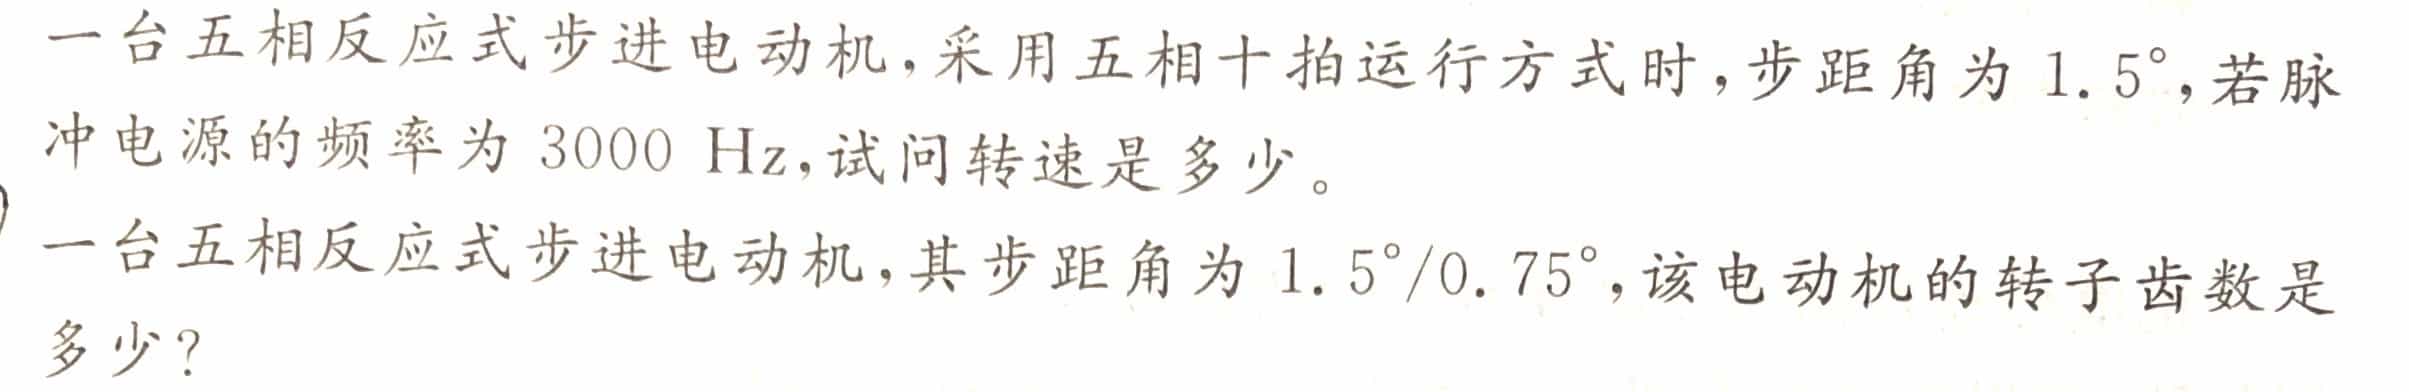 一台五相反应式步进电动机,采用五相十拍运行方式时,步距角为 1.5°,若脉
冲电源的频率为 3000 Hz,试问转速是多少。
一台五相反应式步进电动机,其步距角为 1.5°/0.75°,该电动机的转子齿数是
多少?